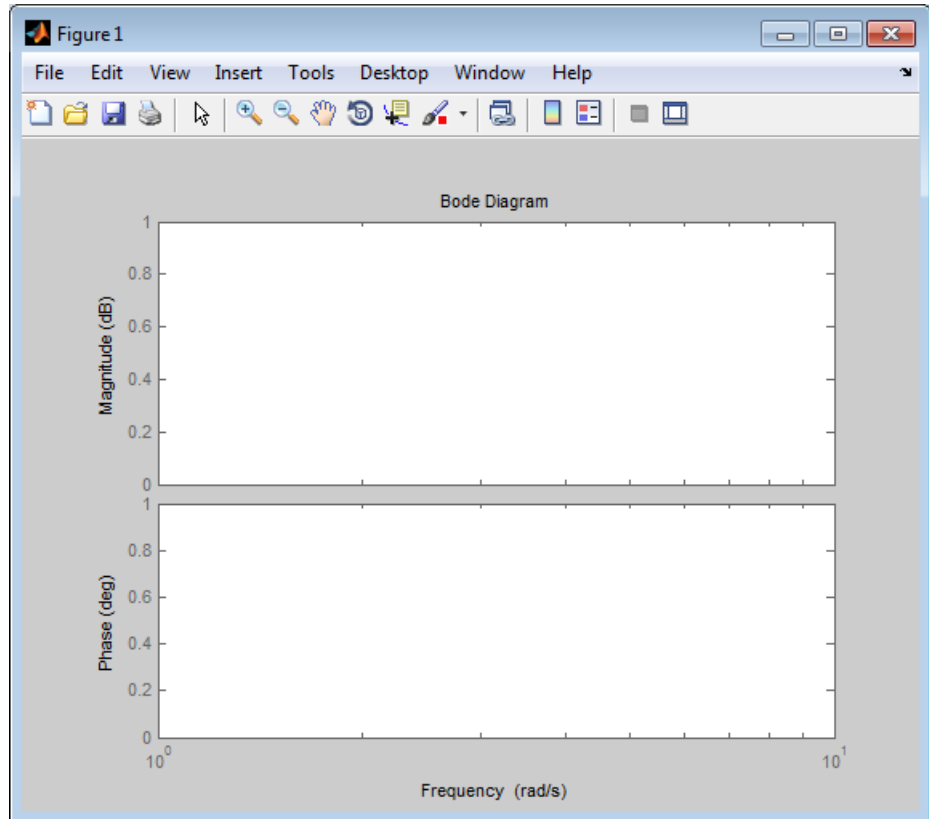 Figure 1
File Edit View Insert Tools Desktop Window Help
Bode Diagram
Magnitude (dB)
1
0.8
0.6
0.4
0.2
0
Phase (deg)
1
0.8
0.6
0.4
0.2
0
10^0 10^1
Frequency (rad/s)